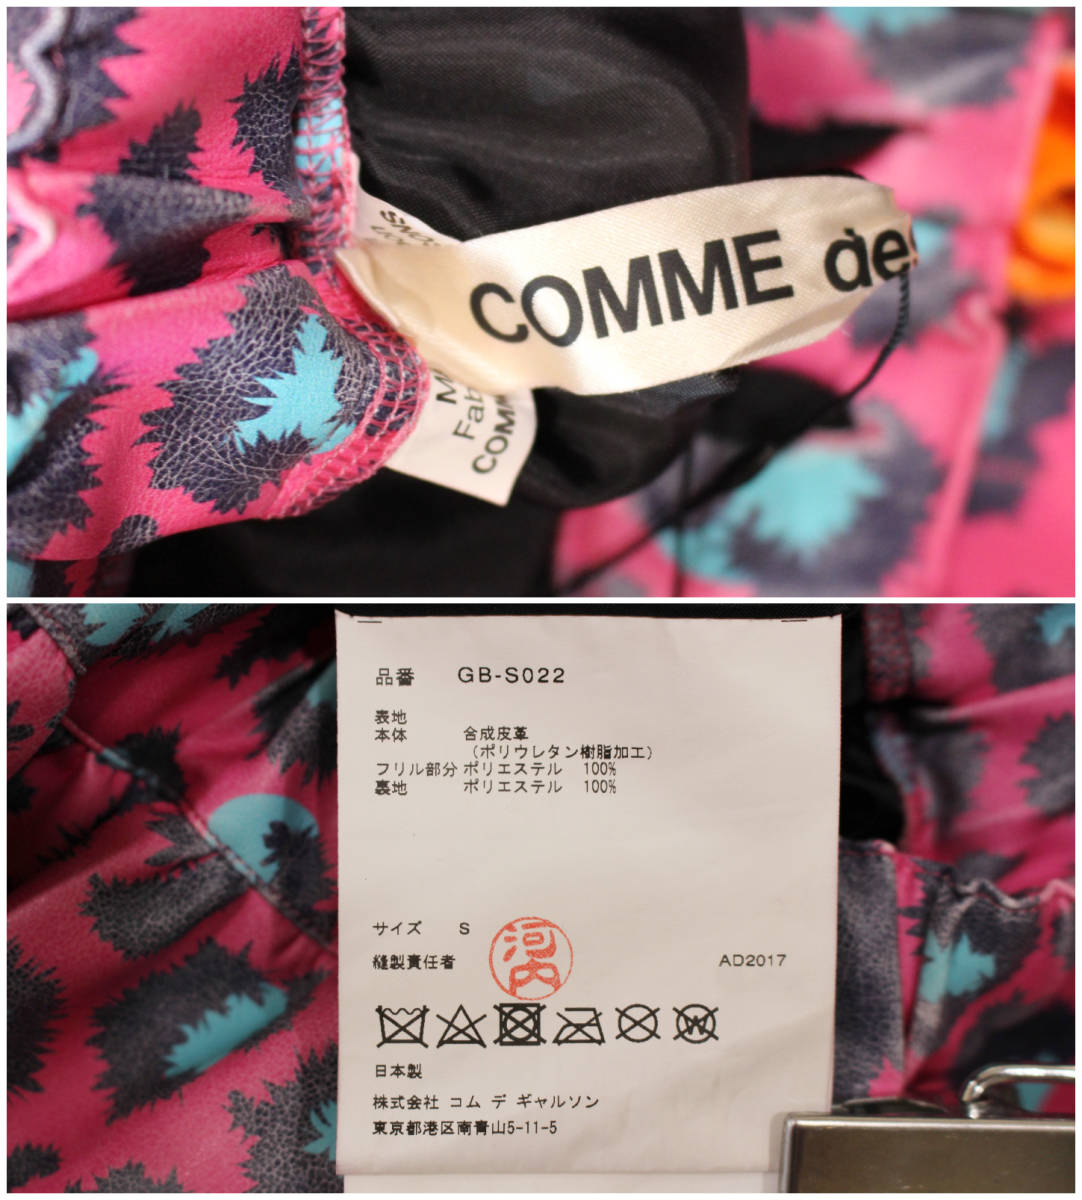 COMME de
Fab
COMM
品番 GB-S022
表地
本体 合成皮革
（ポリウレタン樹脂加工）
フリル部分 ポリエステル 100%
裏地 ポリエステル 100%
サイズ S
河内
縫製責任者 AD2017
W
日本製
株式会社 コム デ ギャルソン
東京都港区南青山5-11-5